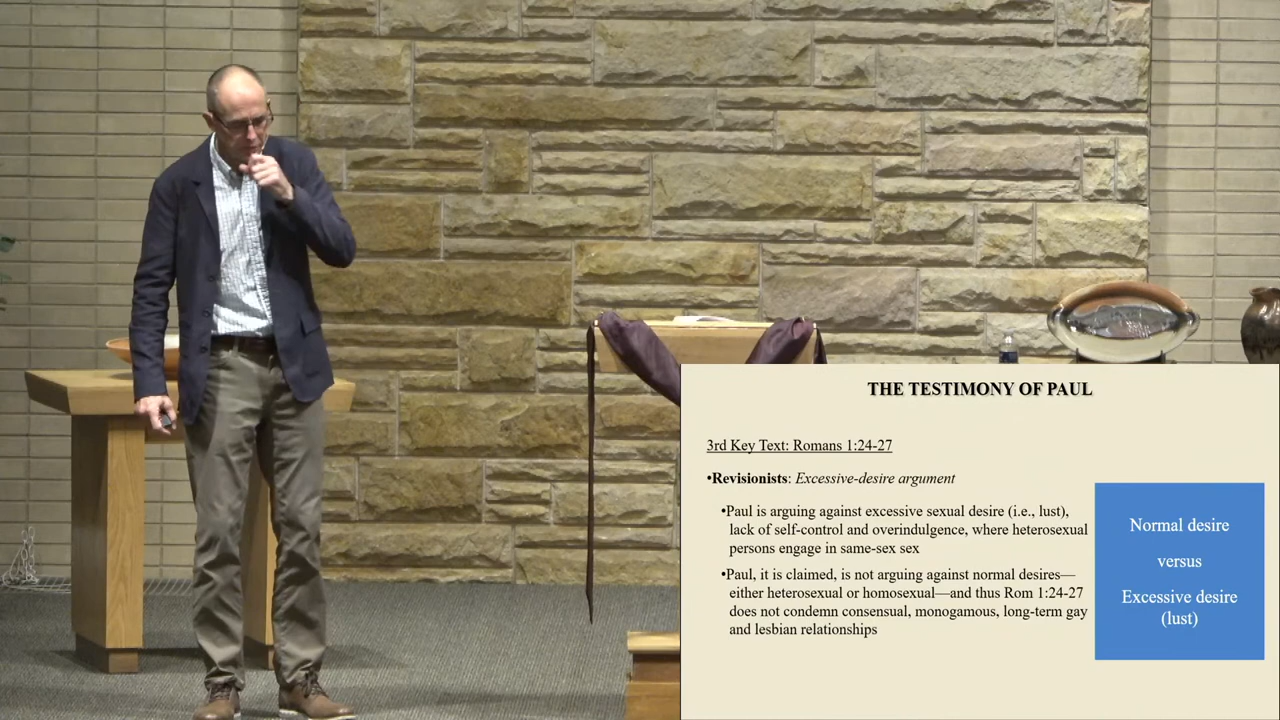 THE TESTIMONY OF PAUL
3rd Key Text: Romans 1:24-27
•Revisionists: Excessive-desire argument
•Paul is arguing against excessive sexual desire (i.e., lust),
lack of self-control and overindulgence, where heterosexual
persons engage in same-sex sex
•Paul, it is claimed, is not arguing against normal desires—
either heterosexual or homosexual—and thus Rom 1:24-27
does not condemn consensual, monogamous, long-term gay
and lesbian relationships
Normal desire
versus
Excessive desire
(lust)